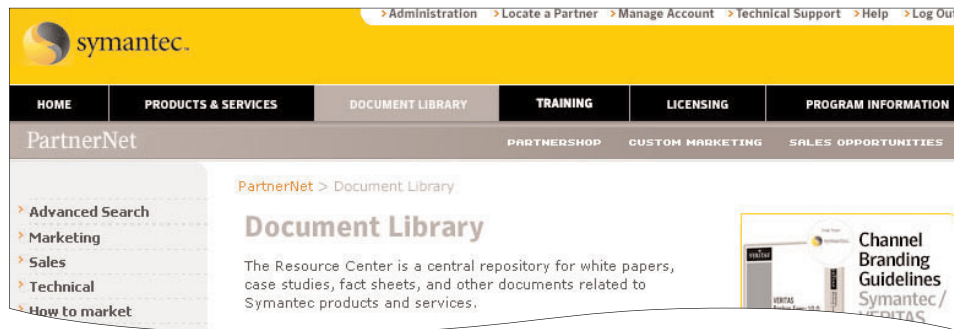 > Administration > Locate a Partner > Manage Account > Technical Support > Help > Log Out
symantec.
HOME PRODUCTS & SERVICES DOCUMENT LIBRARY TRAINING LICENSING PROGRAM INFORMATION
PartnerNet PARTNERSHOP CUSTOM MARKETING SALES OPPORTUNITIES
PartnerNet > Document Library
> Advanced Search
> Marketing
> Sales
> Technical
> How to market
Document Library
The Resource Center is a central repository for white papers,
case studies, fact sheets, and other documents related to
Symantec products and services.
VERITAS
symantec.
VERITAS
Channel
Branding
Guidelines
Symantec /
VERITAS